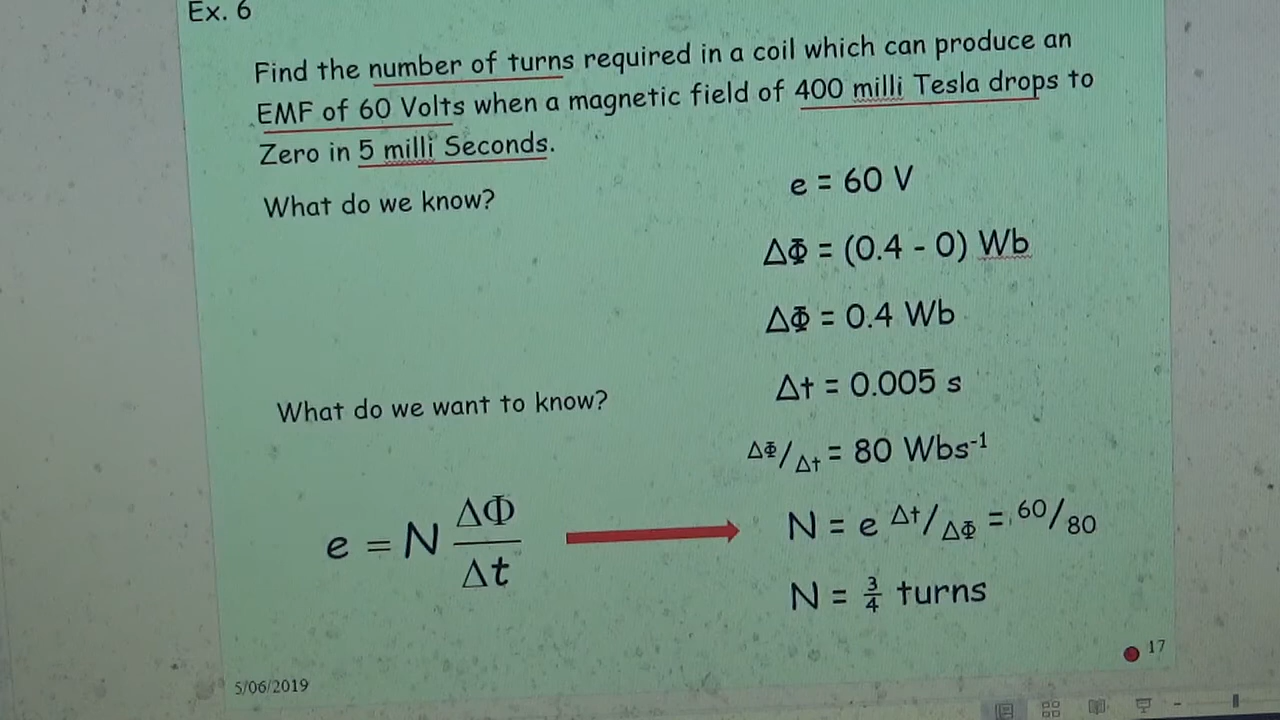 Ex. 6
Find the number of turns required in a coil which can produce an
EMF of 60 Volts when a magnetic field of 400 milli Tesla drops to
Zero in 5 milli Seconds.
What do we know?
e = 60 V
ΔΦ = (0.4 - 0) Wb
ΔΦ = 0.4 Wb
Δt = 0.005 s
What do we want to know?
ΔΦ/Δt = 80 Wbs⁻¹
e = N ΔΦ/Δt
N = e Δt/ΔΦ = 60/80
N = ¾ turns
17
5/06/2019